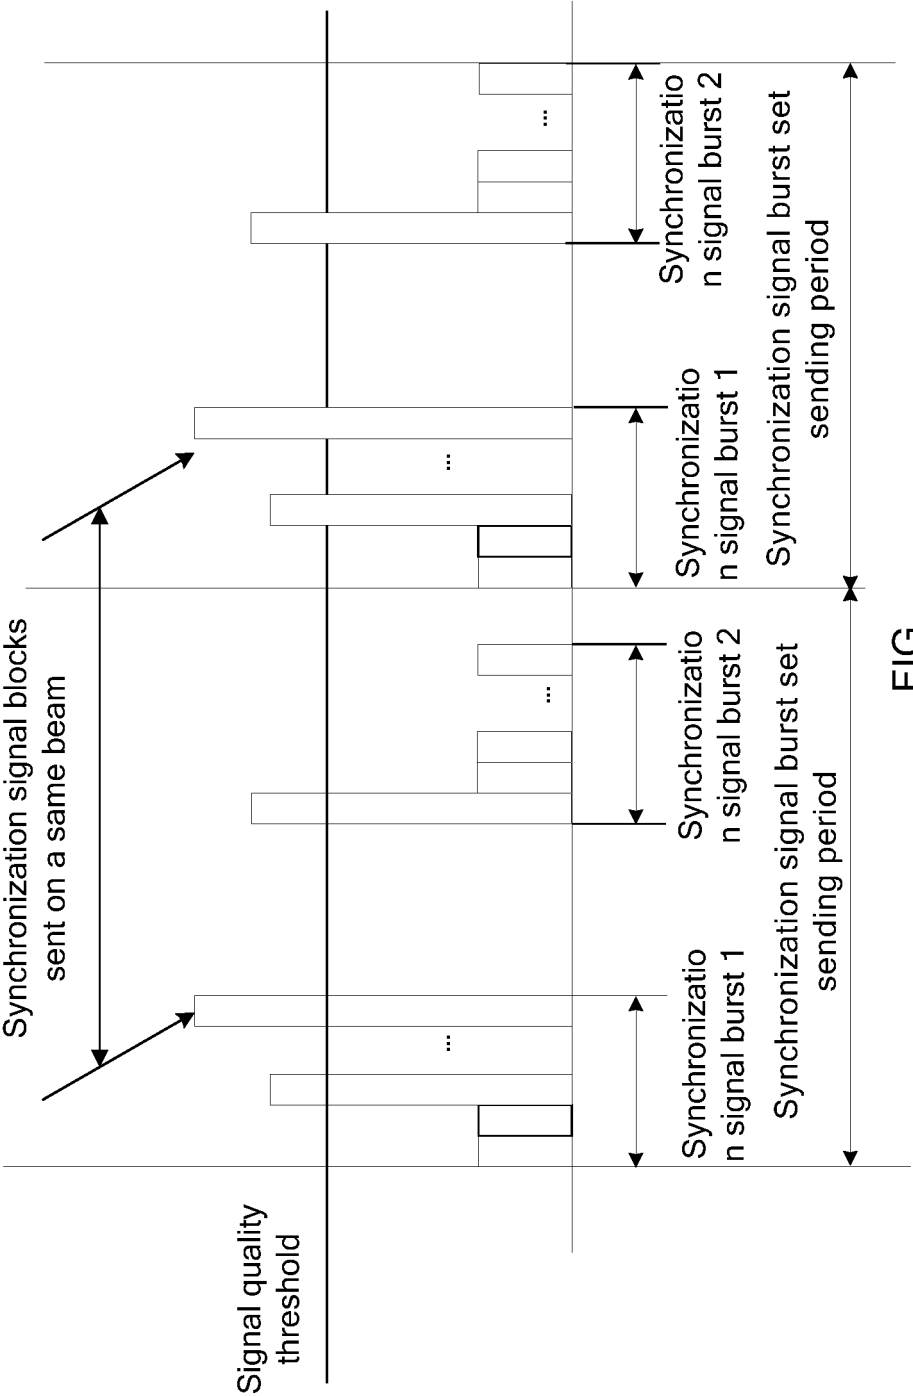 Synchronization signal blocks
sent on a same beam
Signal quality
threshold
...
...
...
...
Synchronizatio
n signal burst 1
Synchronizatio
n signal burst 2
Synchronizatio
n signal burst 1
Synchronizatio
n signal burst 2
Synchronization signal burst set
sending period
Synchronization signal burst set
sending period
FIG